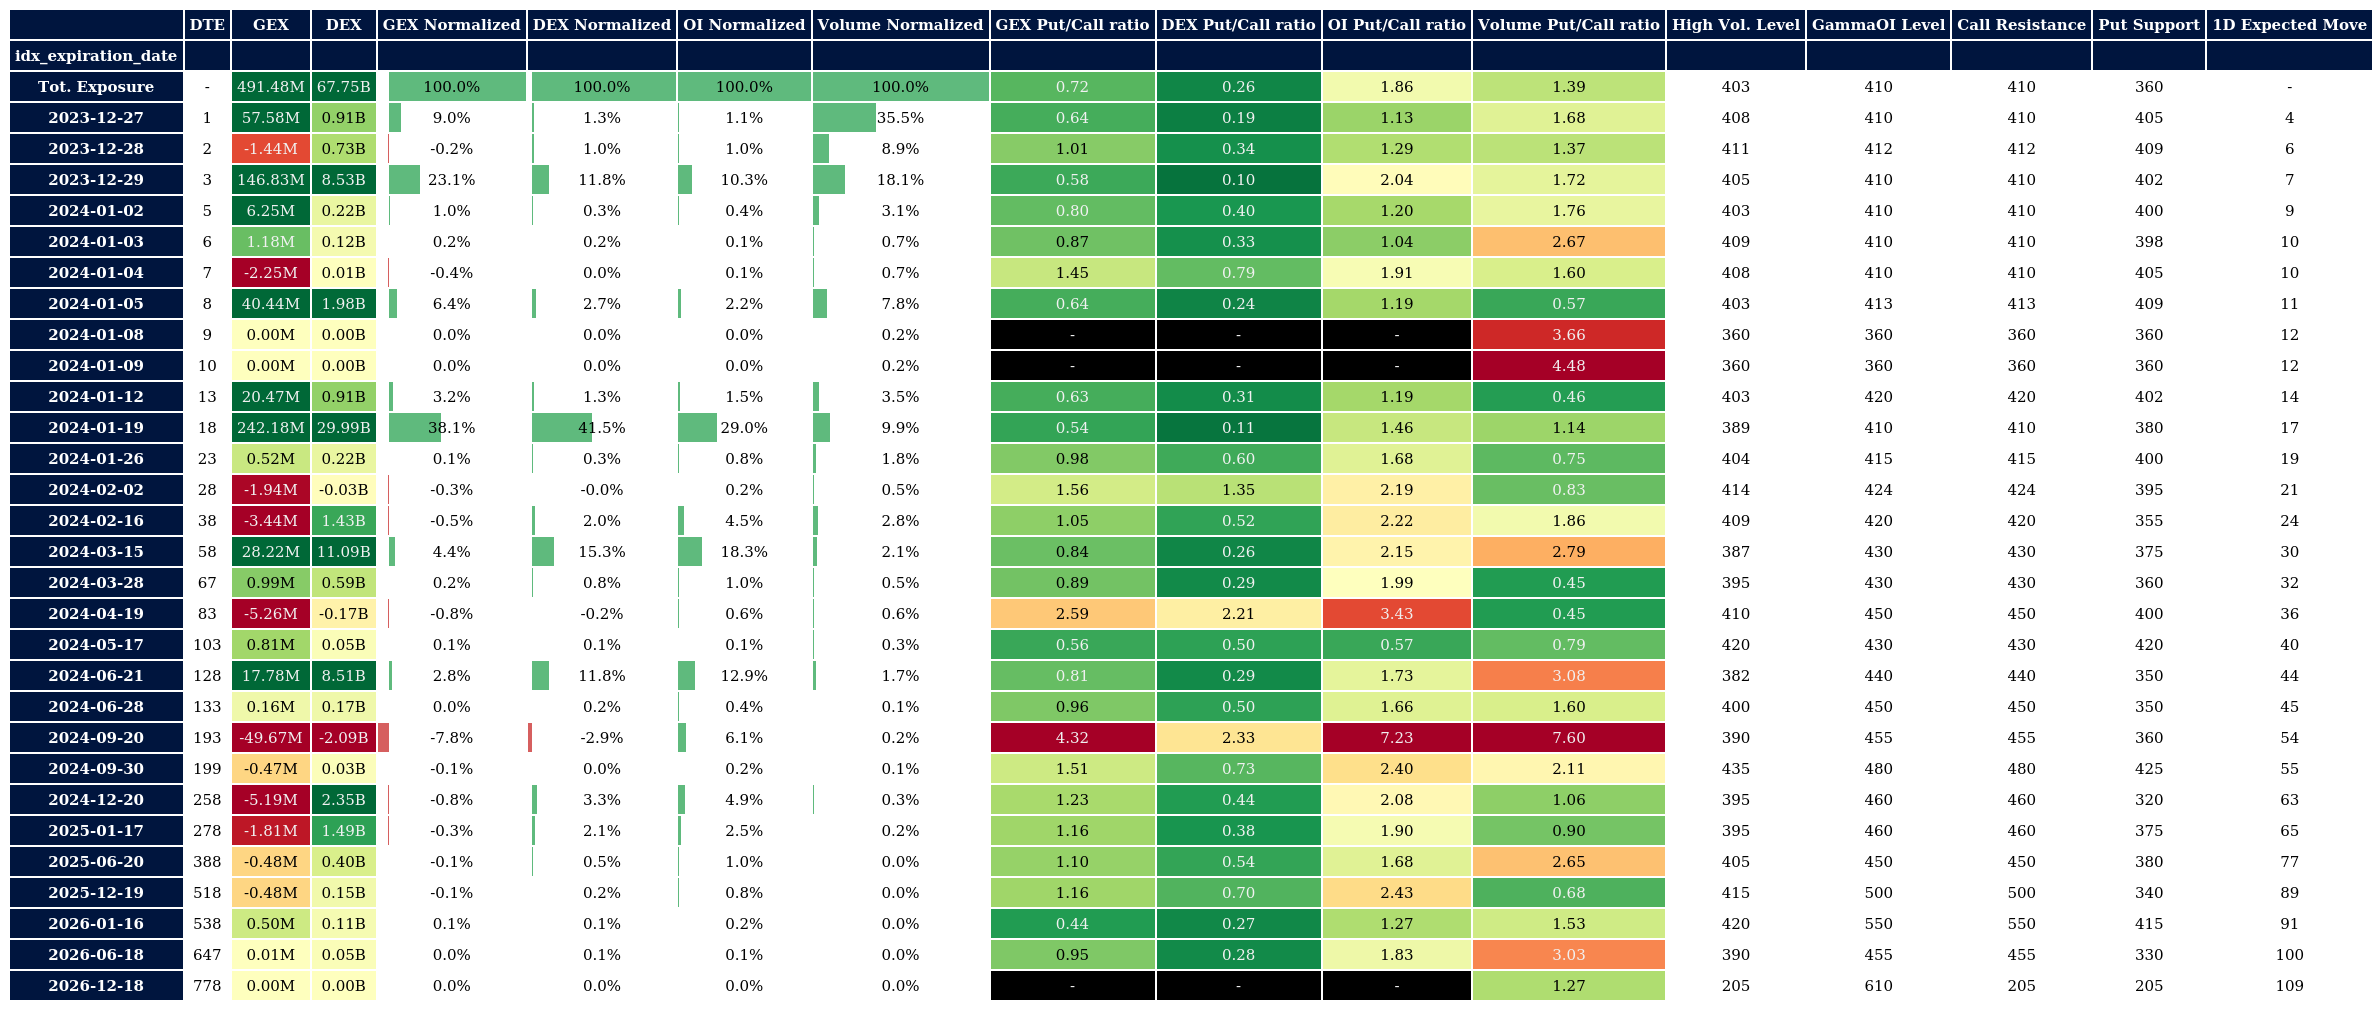 DTE GEX DEX GEX Normalized DEX Normalized OI Normalized Volume Normalized GEX Put/Call ratio DEX Put/Call ratio OI Put/Call ratio Volume Put/Call ratio High Vol. Level GammaOI Level Call Resistance Put Support 1D Expected Move
idx_expiration_date
Tot. Exposure - 491.48M 67.75B 100.0% 100.0% 100.0% 100.0% 0.72 0.26 1.86 1.39 403 410 410 360 -
2023-12-27 1 57.58M 0.91B 9.0% 1.3% 1.1% 35.5% 0.64 0.19 1.13 1.68 408 410 410 405 4
2023-12-28 2 -1.44M 0.73B -0.2% 1.0% 1.0% 8.9% 1.01 0.34 1.29 1.37 411 412 412 409 6
2023-12-29 3 146.83M 8.53B 23.1% 11.8% 10.3% 18.1% 0.58 0.10 2.04 1.72 405 410 410 402 7
2024-01-02 5 6.25M 0.22B 1.0% 0.3% 0.4% 3.1% 0.80 0.40 1.20 1.76 403 410 410 400 9
2024-01-03 6 1.18M 0.12B 0.2% 0.2% 0.1% 0.7% 0.87 0.33 1.04 2.67 409 410 410 398 10
2024-01-04 7 -2.25M 0.01B -0.4% 0.0% 0.1% 0.7% 1.45 0.79 1.91 1.60 408 410 410 405 10
2024-01-05 8 40.44M 1.98B 6.4% 2.7% 2.2% 7.8% 0.64 0.24 1.19 0.57 403 413 413 409 11
2024-01-08 9 0.00M 0.00B 0.0% 0.0% 0.0% 0.2% - - - 3.66 360 360 360 360 12
2024-01-09 10 0.00M 0.00B 0.0% 0.0% 0.0% 0.2% - - - 4.48 360 360 360 360 12
2024-01-12 13 20.47M 0.91B 3.2% 1.3% 1.5% 3.5% 0.63 0.31 1.19 0.46 403 420 420 402 14
2024-01-19 18 242.18M 29.99B 38.1% 41.5% 29.0% 9.9% 0.54 0.11 1.46 1.14 389 410 410 380 17
2024-01-26 23 0.52M 0.22B 0.1% 0.3% 0.8% 1.8% 0.98 0.60 1.68 0.75 404 415 415 400 19
2024-02-02 28 -1.94M -0.03B -0.3% -0.0% 0.2% 0.5% 1.56 1.35 2.19 0.83 414 424 424 395 21
2024-02-16 38 -3.44M 1.43B -0.5% 2.0% 4.5% 2.8% 1.05 0.52 2.22 1.86 409 420 420 355 24
2024-03-15 58 28.22M 11.09B 4.4% 15.3% 18.3% 2.1% 0.84 0.26 2.15 2.79 387 430 430 375 30
2024-03-28 67 0.99M 0.59B 0.2% 0.8% 1.0% 0.5% 0.89 0.29 1.99 0.45 395 430 430 360 32
2024-04-19 83 -5.26M -0.17B -0.8% -0.2% 0.6% 0.6% 2.59 2.21 3.43 0.45 410 450 450 400 36
2024-05-17 103 0.81M 0.05B 0.1% 0.1% 0.1% 0.3% 0.56 0.50 0.57 0.79 420 430 430 420 40
2024-06-21 128 17.78M 8.51B 2.8% 11.8% 12.9% 1.7% 0.81 0.29 1.73 3.08 382 440 440 350 44
2024-06-28 133 0.16M 0.17B 0.0% 0.2% 0.4% 0.1% 0.96 0.50 1.66 1.60 400 450 450 350 45
2024-09-20 193 -49.67M -2.09B -7.8% -2.9% 6.1% 0.2% 4.32 2.33 7.23 7.60 390 455 455 360 54
2024-09-30 199 -0.47M 0.03B -0.1% 0.0% 0.2% 0.1% 1.51 0.73 2.40 2.11 435 480 480 425 55
2024-12-20 258 -5.19M 2.35B -0.8% 3.3% 4.9% 0.3% 1.23 0.44 2.08 1.06 395 460 460 320 63
2025-01-17 278 -1.81M 1.49B -0.3% 2.1% 2.5% 0.2% 1.16 0.38 1.90 0.90 395 460 460 375 65
2025-06-20 388 -0.48M 0.40B -0.1% 0.5% 1.0% 0.0% 1.10 0.54 1.68 2.65 405 450 450 380 77
2025-12-19 518 -0.48M 0.15B -0.1% 0.2% 0.8% 0.0% 1.16 0.70 2.43 0.68 415 500 500 340 89
2026-01-16 538 0.50M 0.11B 0.1% 0.1% 0.2% 0.0% 0.44 0.27 1.27 1.53 420 550 550 415 91
2026-06-18 647 0.01M 0.05B 0.0% 0.1% 0.1% 0.0% 0.95 0.28 1.83 3.03 390 455 455 330 100
2026-12-18 778 0.00M 0.00B 0.0% 0.0% 0.0% 0.0% - - - 1.27 205 610 205 205 109